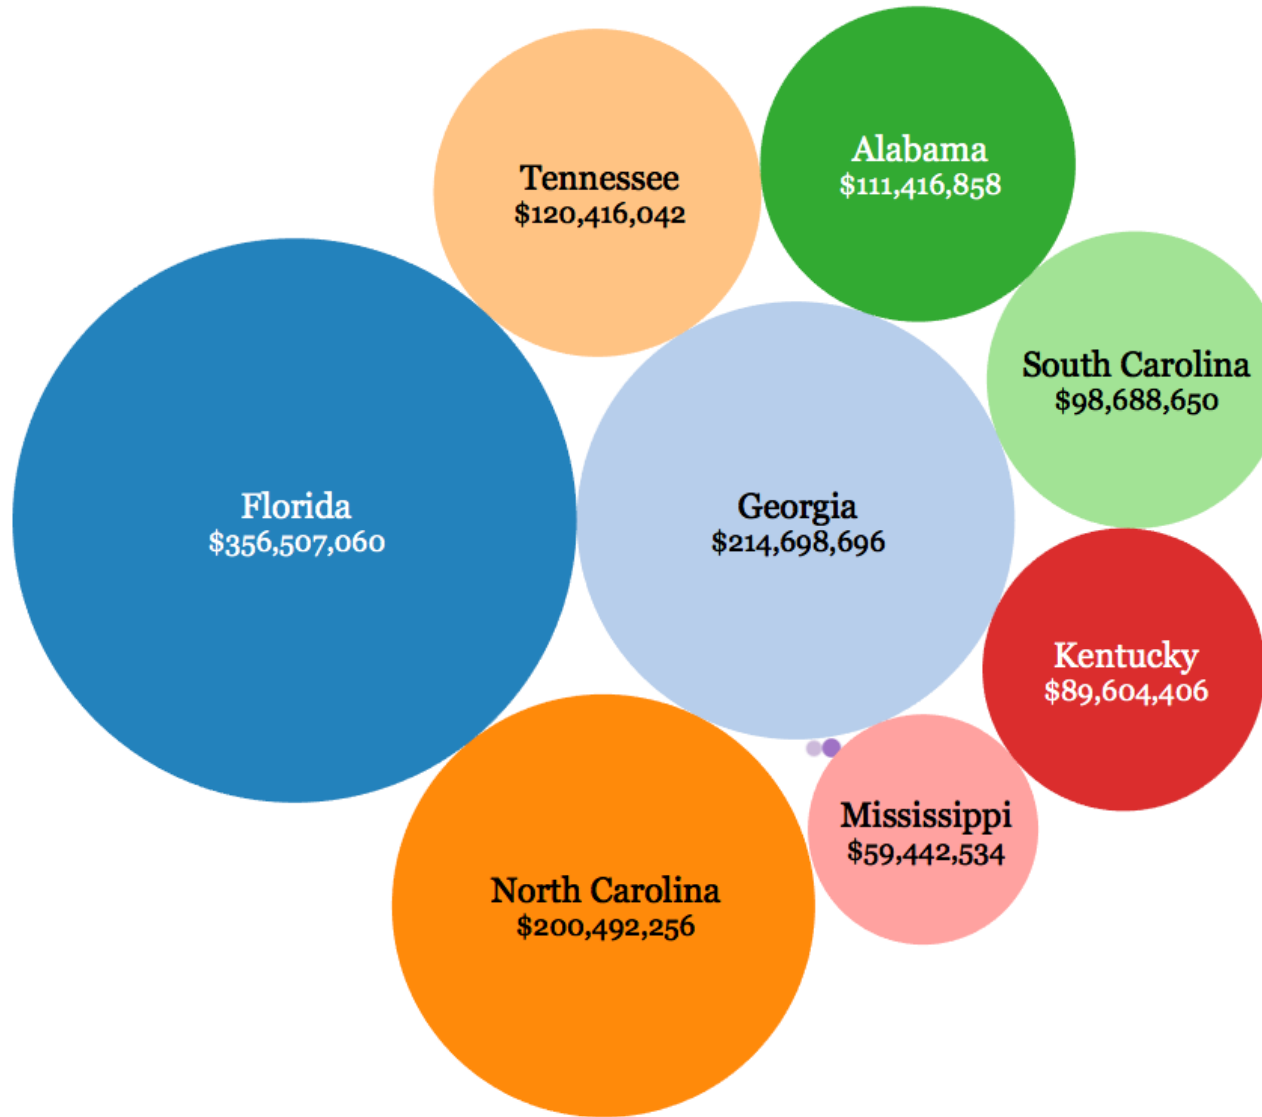 Tennessee
$120,416,042
Alabama
$111,416,858
South Carolina
$98,688,650
Florida
$356,507,060
Georgia
$214,698,696
Kentucky
$89,604,406
Mississippi
$59,442,534
North Carolina
$200,492,256